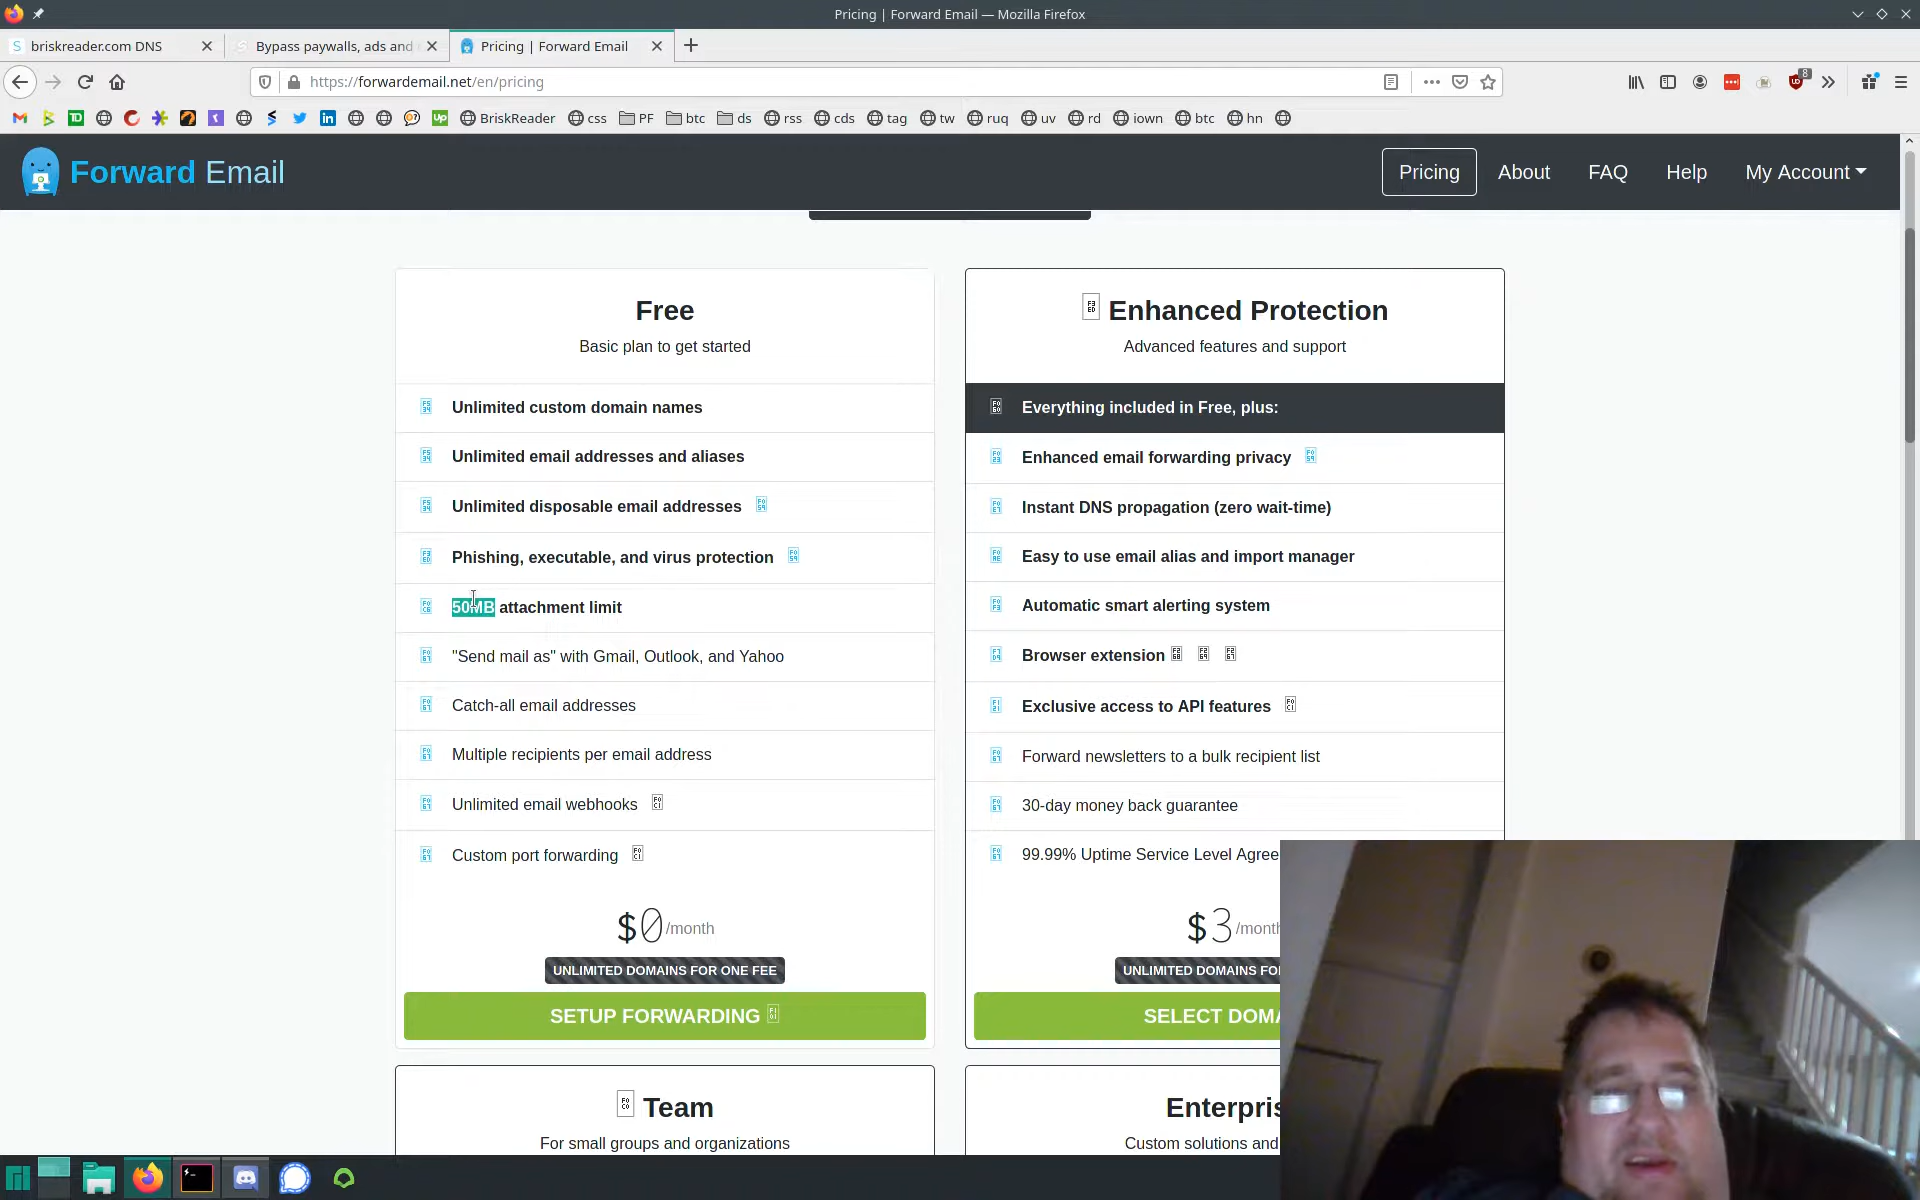 Pricing | Forward Email — Mozilla Firefox
briskreader.com DNS
Bypass paywalls, ads and
Pricing | Forward Email
https://forwardemail.net/en/pricing
BriskReader css PF btc ds rss cds tag tw ruq uv rd iown btc hn
Forward Email
Pricing About FAQ Help My Account
Free
Basic plan to get started
Unlimited custom domain names
Unlimited email addresses and aliases
Unlimited disposable email addresses
Phishing, executable, and virus protection
50MB attachment limit
"Send mail as" with Gmail, Outlook, and Yahoo
Catch-all email addresses
Multiple recipients per email address
Unlimited email webhooks
Custom port forwarding
$0/month
UNLIMITED DOMAINS FOR ONE FEE
SETUP FORWARDING
Enhanced Protection
Advanced features and support
Everything included in Free, plus:
Enhanced email forwarding privacy
Instant DNS propagation (zero wait-time)
Easy to use email alias and import manager
Automatic smart alerting system
Browser extension
Exclusive access to API features
Forward newsletters to a bulk recipient list
30-day money back guarantee
99.99% Uptime Service Level Agree
$3/month
UNLIMITED DOMAINS FO
SELECT DOMA
Team
For small groups and organizations
Enterpris
Custom solutions and